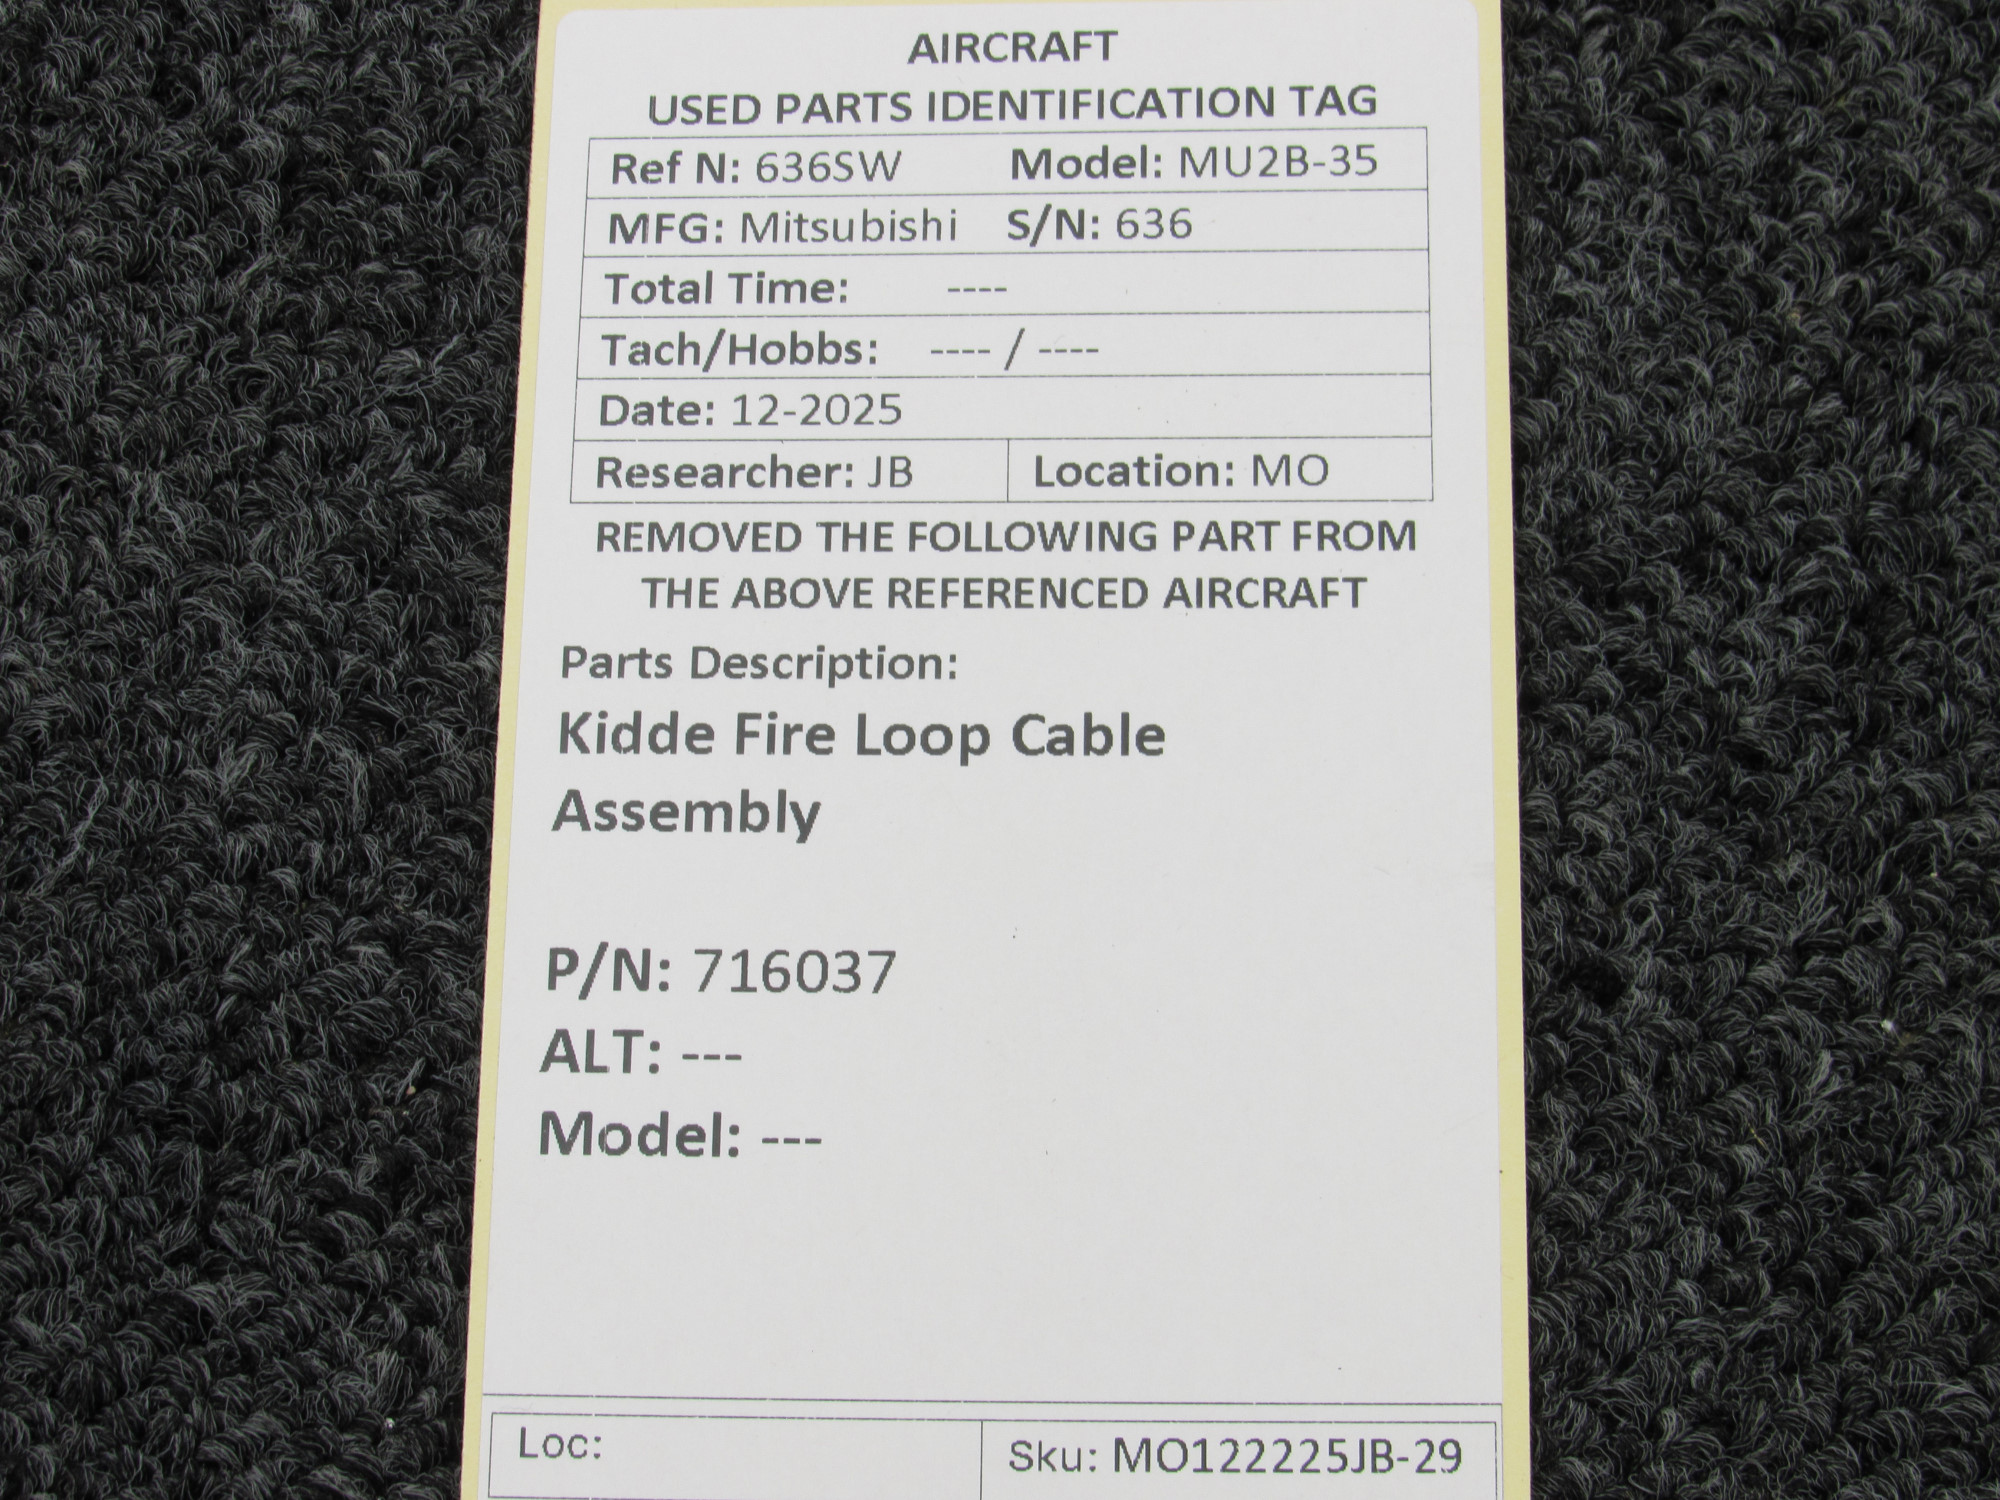 AIRCRAFT
USED PARTS IDENTIFICATION TAG
Ref N: 636SW Model: MU2B-35
MFG: Mitsubishi S/N: 636
Total Time: ----
Tach/Hobbs: ---- / ----
Date: 12-2025
Researcher: JB Location: MO
REMOVED THE FOLLOWING PART FROM
THE ABOVE REFERENCED AIRCRAFT
Parts Description:
Kidde Fire Loop Cable
Assembly
P/N: 716037
ALT: ---
Model: ---
Loc: Sku: MO122225JB-29